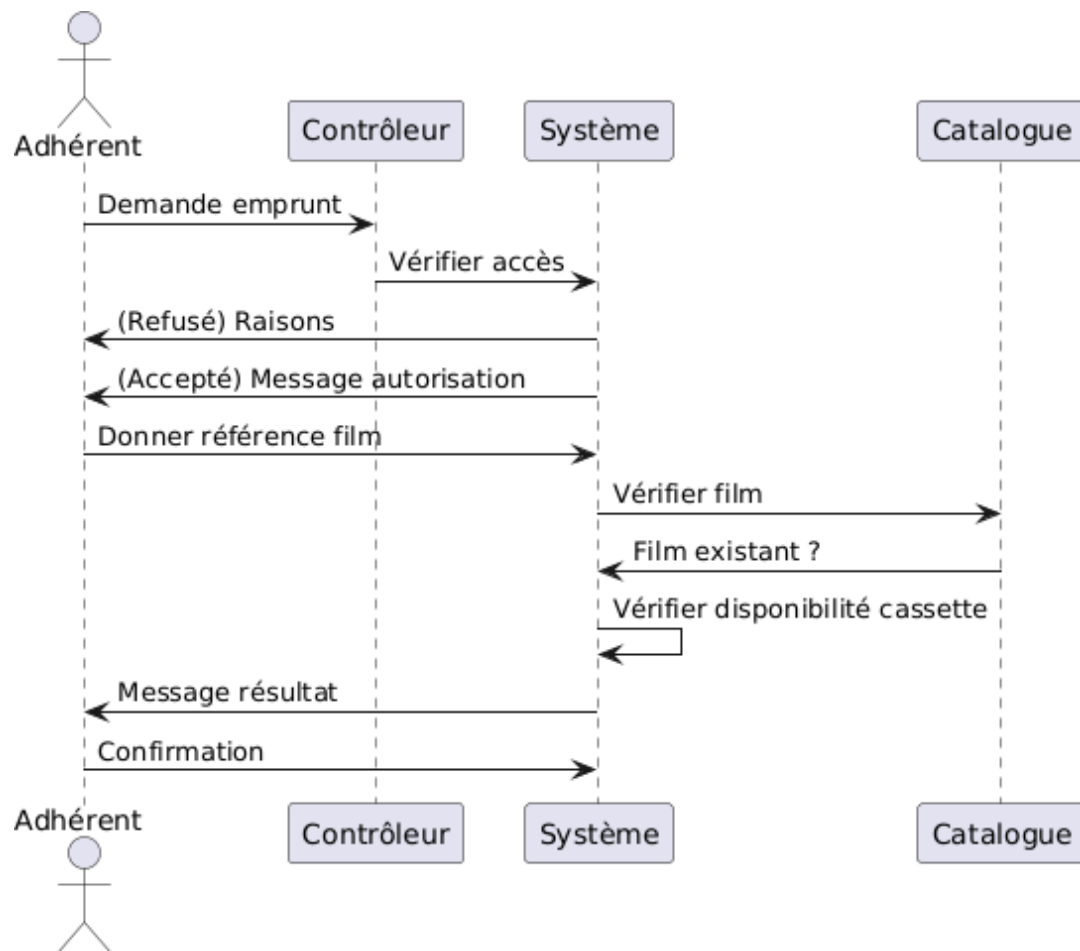 Adhérent
Contrôleur
Système
Catalogue
Demande emprunt
Vérifier accès
(Refusé) Raisons
(Accepté) Message autorisation
Donner référence film
Vérifier film
Film existant ?
Vérifier disponibilité cassette
Message résultat
Confirmation
Adhérent
Contrôleur
Système
Catalogue